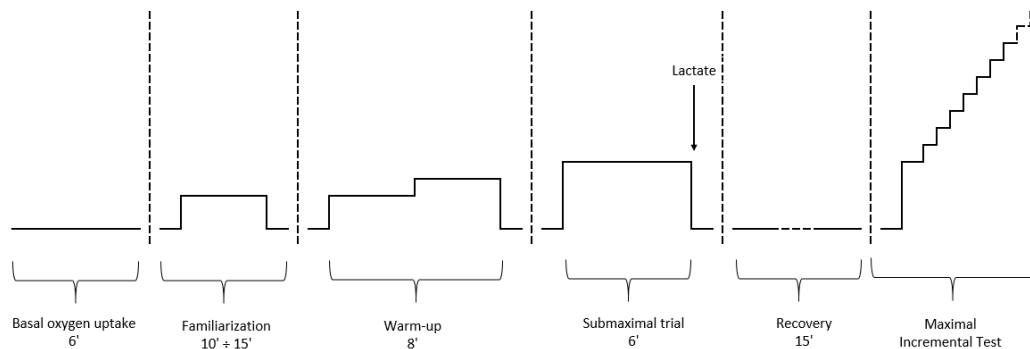 Lactate
Basal oxygen uptake
6'
Familiarization
10' ÷ 15'
Warm-up
8'
Submaximal trial
6'
Recovery
15'
Maximal
Incremental Test